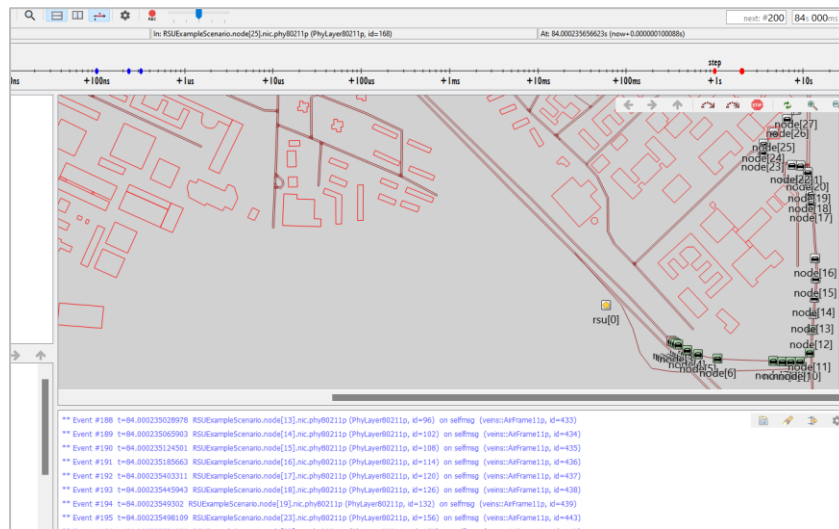 next: #200 84s 000ms
In: RSUExampleScenario.node[25].nic.phy80211p (PhyLayer80211p, id=168) At: 84.000235656623s (now+0.000000100088s)
step
+100ns +1us +10us +100us +1ms +10ms +100ms +1s +10s
STOP
node[27]
node[26]
node[25]
node[24]
node[23]
node[20]
node[19]
node[18]
node[17]
node[16]
node[15]
rsu[0]
node[14]
node[13]
node[12]
node[11]
node[6]
** Event #188 t=84.000235028978 RSUExampleScenario.node[13].nic.phy80211p (PhyLayer80211p, id=96) on selfmsg (veins::AirFrame11p, id=433)
** Event #189 t=84.000235065903 RSUExampleScenario.node[14].nic.phy80211p (PhyLayer80211p, id=102) on selfmsg (veins::AirFrame11p, id=434)
** Event #190 t=84.000235124501 RSUExampleScenario.node[15].nic.phy80211p (PhyLayer80211p, id=108) on selfmsg (veins::AirFrame11p, id=435)
** Event #191 t=84.000235185663 RSUExampleScenario.node[16].nic.phy80211p (PhyLayer80211p, id=114) on selfmsg (veins::AirFrame11p, id=436)
** Event #192 t=84.000235403311 RSUExampleScenario.node[17].nic.phy80211p (PhyLayer80211p, id=120) on selfmsg (veins::AirFrame11p, id=437)
** Event #193 t=84.000235445943 RSUExampleScenario.node[18].nic.phy80211p (PhyLayer80211p, id=126) on selfmsg (veins::AirFrame11p, id=438)
** Event #194 t=84.00023549302 RSUExampleScenario.node[19].nic.phy80211p (PhyLayer80211p, id=132) on selfmsg (veins::AirFrame11p, id=439)
** Event #195 t=84.000235498109 RSUExampleScenario.node[23].nic.phy80211p (PhyLayer80211p, id=156) on selfmsg (veins::AirFrame11p, id=443)